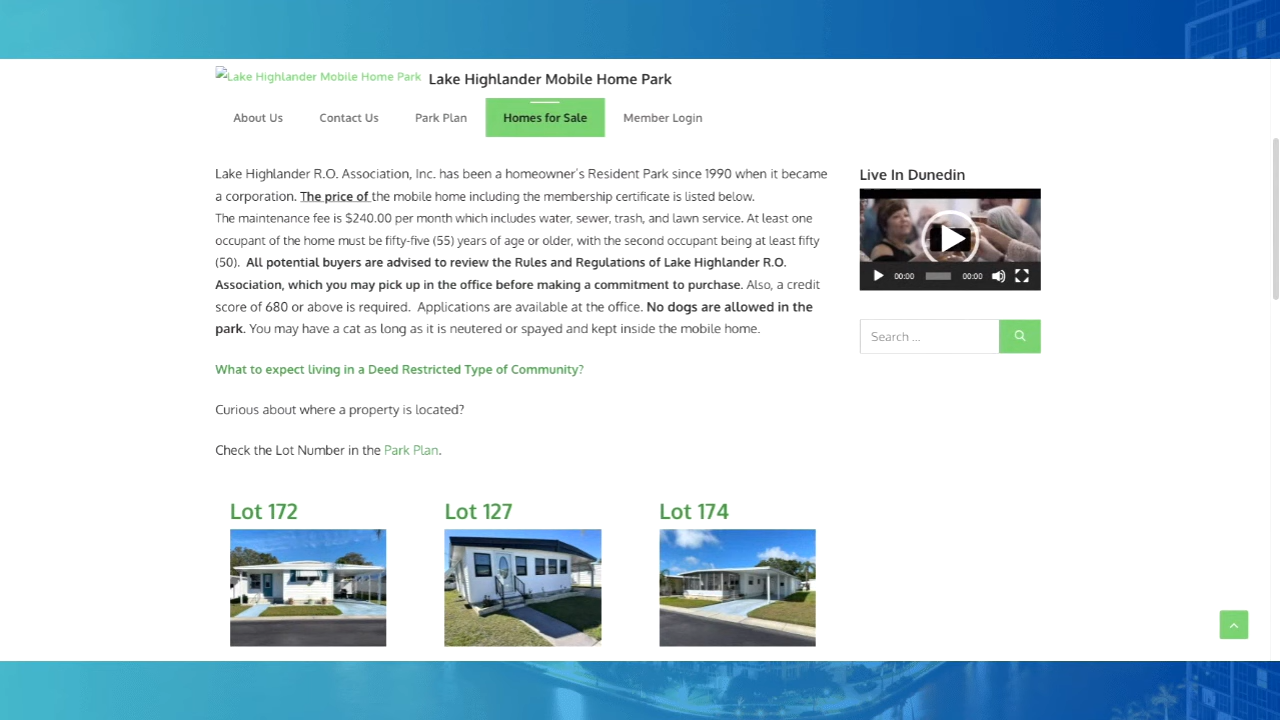 Lake Highlander Mobile Home Park
Lake Highlander Mobile Home Park
About Us
Contact Us
Park Plan
Homes for Sale
Member Login
Lake Highlander R.O. Association, Inc. has been a homeowner's Resident Park since 1990 when it became
a corporation. The price of the mobile home including the membership certificate is listed below.
The maintenance fee is $240.00 per month which includes water, sewer, trash, and lawn service. At least one
occupant of the home must be fifty-five (55) years of age or older, with the second occupant being at least fifty
(50). All potential buyers are advised to review the Rules and Regulations of Lake Highlander R.O.
Association, which you may pick up in the office before making a commitment to purchase. Also, a credit
score of 680 or above is required. Applications are available at the office. No dogs are allowed in the
park. You may have a cat as long as it is neutered or spayed and kept inside the mobile home.
What to expect living in a Deed Restricted Type of Community?
Curious about where a property is located?
Check the Lot Number in the Park Plan.
Lot 172
Lot 127
Lot 174
Live In Dunedin
00:00
00:00
Search ...